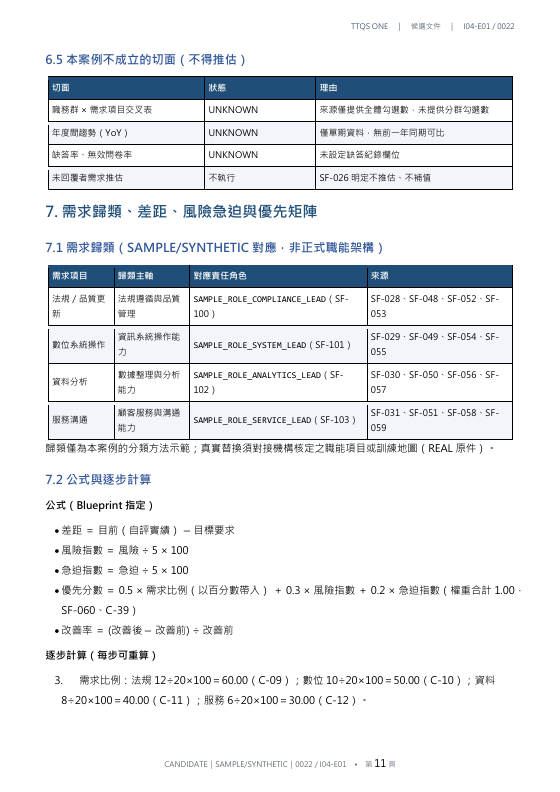 TTQS ONE | 候選文件 | I04-E01 / 0022
6.5 本案例不成立的切面（不得推估）
切面 狀態 理由
職務群 × 需求項目交叉表 UNKNOWN 來源僅提供全體勾選數，未提供分群勾選數
年度間趨勢（YoY） UNKNOWN 僅單期資料，無前一年同期可比
缺答率、無效問卷率 UNKNOWN 未設定缺答紀錄欄位
未回覆者需求推估 不執行 SF-026 明定不推估、不補值
7. 需求歸類、差距、風險急迫與優先矩陣
7.1 需求歸類（SAMPLE/SYNTHETIC 對應，非正式職能架構）
需求項目 歸類主軸 對應責任角色 來源
法規 / 品質更新 法規遵循與品質管理 SAMPLE_ROLE_COMPLIANCE_LEAD（SF-100） SF-028、SF-048、SF-052、SF-053
數位系統操作 資訊系統操作能力 SAMPLE_ROLE_SYSTEM_LEAD（SF-101） SF-029、SF-049、SF-054、SF-055
資料分析 數據整理與分析能力 SAMPLE_ROLE_ANALYTICS_LEAD（SF-102） SF-030、SF-050、SF-056、SF-057
服務溝通 顧客服務與溝通能力 SAMPLE_ROLE_SERVICE_LEAD（SF-103） SF-031、SF-051、SF-058、SF-059
歸類僅為本案例的分類方法示範；真實替換須對接機構核定之職能項目或訓練地圖（REAL 原件）。
7.2 公式與逐步計算
公式（Blueprint 指定）
• 差距 = 目前（自評實績）− 目標要求
• 風險指數 = 風險 ÷ 5 × 100
• 急迫指數 = 急迫 ÷ 5 × 100
• 優先分數 = 0.5 × 需求比例（以百分數帶入） + 0.3 × 風險指數 + 0.2 × 急迫指數（權重合計 1.00，
SF-060、C-39）
• 改善率 = (改善後 − 改善前) ÷ 改善前
逐步計算（每步可重算）
3. 需求比例：法規 12÷20×100＝60.00（C-09）；數位 10÷20×100＝50.00（C-10）；資料
8÷20×100＝40.00（C-11）；服務 6÷20×100＝30.00（C-12）。
CANDIDATE | SAMPLE/SYNTHETIC | 0022 / I04-E01 • 第 11 頁